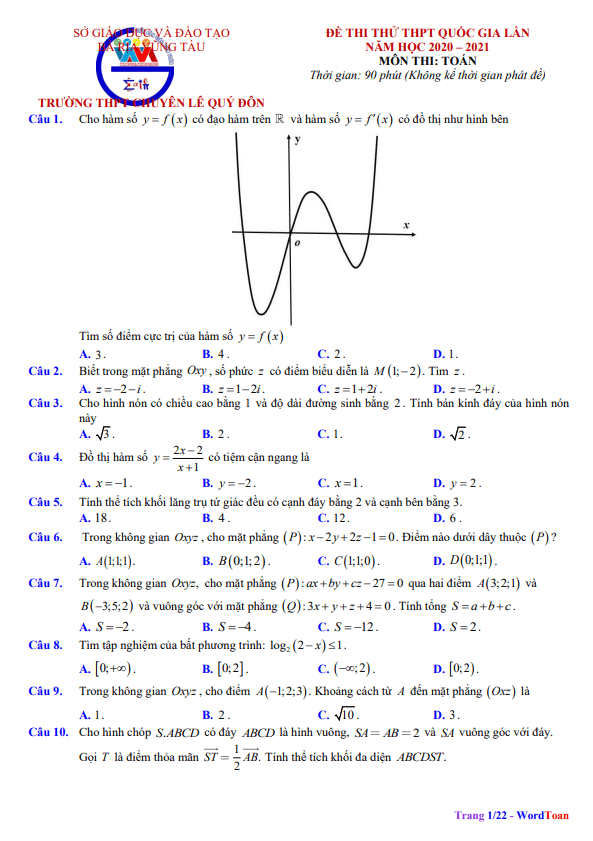 SỞ GIÁO DỤC VÀ ĐÀO TẠO
BÀ RỊA VŨNG TÀU
TRƯỜNG THPT CHUYÊN LÊ QUÝ ĐÔN
ĐỀ THI THỬ THPT QUỐC GIA LẦN
NĂM HỌC 2020 – 2021
MÔN THI: TOÁN
Thời gian: 90 phút (Không kể thời gian phát đề)
Câu 1. Cho hàm số y = f(x) có đạo hàm trên ℝ và hàm số y = f'(x) có đồ thị như hình bên
y
x
o
Tìm số điểm cực trị của hàm số y = f(x)
A. 3. B. 4. C. 2. D. 1.
Câu 2. Biết trong mặt phẳng Oxy, số phức z có điểm biểu diễn là M(1;−2). Tìm z.
A. z = −2 − i. B. z = 1 − 2i. C. z = 1 + 2i. D. z = −2 + i.
Câu 3. Cho hình nón có chiều cao bằng 1 và độ dài đường sinh bằng 2. Tính bán kính đáy của hình nón
này
A. √3. B. 2. C. 1. D. √2.
Câu 4. Đồ thị hàm số y = (2x−2)/(x+1) có tiệm cận ngang là
A. x = −1. B. y = −2. C. x = 1. D. y = 2.
Câu 5. Tính thể tích khối lăng trụ tứ giác đều có cạnh đáy bằng 2 và cạnh bên bằng 3.
A. 18. B. 4. C. 12. D. 6.
Câu 6. Trong không gian Oxyz, cho mặt phẳng (P): x − 2y + 2z − 1 = 0. Điểm nào dưới dây thuộc (P)?
A. A(1;1;1). B. B(0;1;2). C. C(1;1;0). D. D(0;1;1).
Câu 7. Trong không gian Oxyz, cho mặt phẳng (P): ax + by + cz − 27 = 0 qua hai điểm A(3;2;1) và
B(−3;5;2) và vuông góc với mặt phẳng (Q): 3x + y + z + 4 = 0. Tính tổng S = a + b + c.
A. S = −2. B. S = −4. C. S = −12. D. S = 2.
Câu 8. Tìm tập nghiệm của bất phương trình: log₂(2 − x) ≤ 1.
A. [0;+∞). B. [0;2]. C. (−∞;2). D. [0;2).
Câu 9. Trong không gian Oxyz, cho điểm A(−1;2;3). Khoảng cách từ A đến mặt phẳng (Oxz) là
A. 1. B. 2. C. √10. D. 3.
Câu 10. Cho hình chóp S.ABCD có đáy ABCD là hình vuông, SA = AB = 2 và SA vuông góc với đáy.
Gọi T là điểm thỏa mãn S͞T⃗ = 1/2 A͞B⃗. Tính thể tích khối đa diện ABCDST.
Trang 1/22 - WordToan